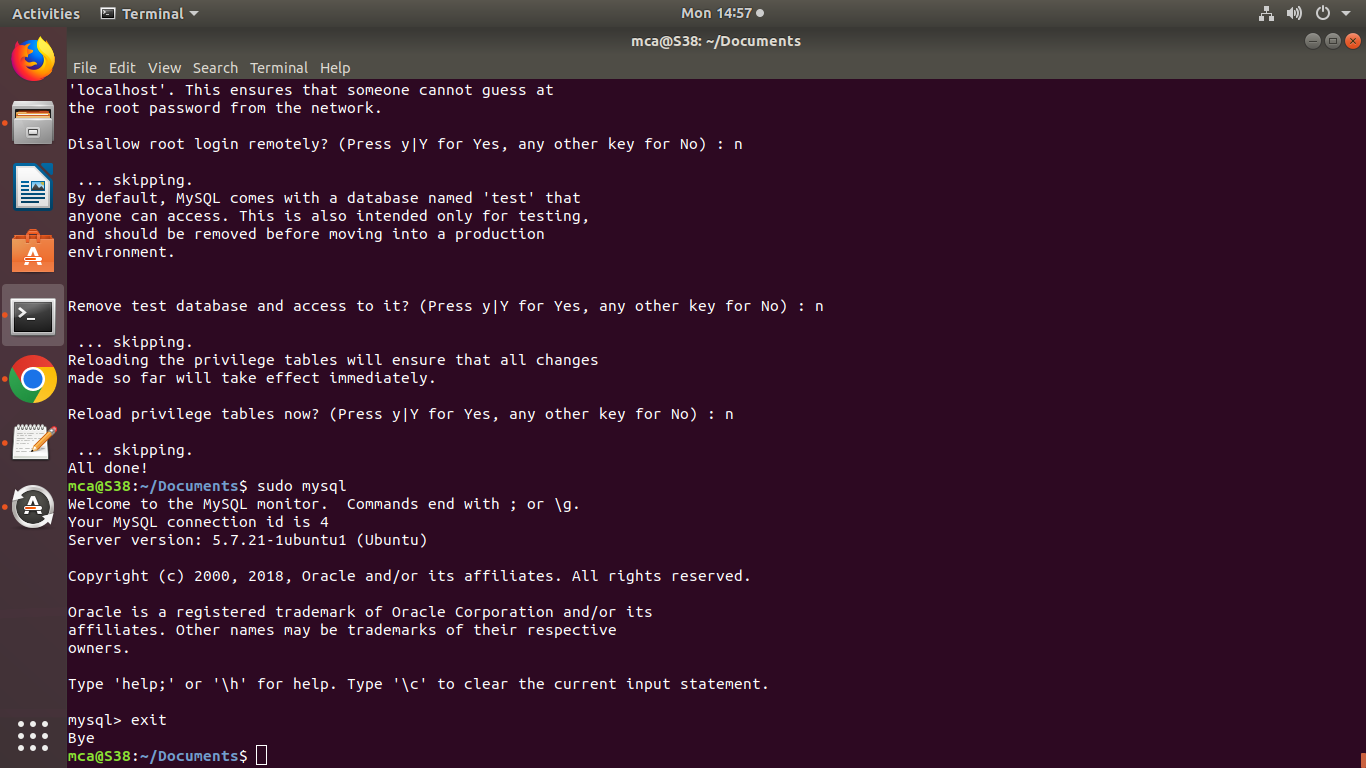 Activities Terminal Mon 14:57
mca@S38: ~/Documents
File Edit View Search Terminal Help
'localhost'. This ensures that someone cannot guess at
the root password from the network.
Disallow root login remotely? (Press y|Y for Yes, any other key for No) : n
... skipping.
By default, MySQL comes with a database named 'test' that
anyone can access. This is also intended only for testing,
and should be removed before moving into a production
environment.
Remove test database and access to it? (Press y|Y for Yes, any other key for No) : n
... skipping.
Reloading the privilege tables will ensure that all changes
made so far will take effect immediately.
Reload privilege tables now? (Press y|Y for Yes, any other key for No) : n
... skipping.
All done!
mca@S38:~/Documents$ sudo mysql
Welcome to the MySQL monitor.  Commands end with ; or \g.
Your MySQL connection id is 4
Server version: 5.7.21-1ubuntu1 (Ubuntu)
Copyright (c) 2000, 2018, Oracle and/or its affiliates. All rights reserved.
Oracle is a registered trademark of Oracle Corporation and/or its
affiliates. Other names may be trademarks of their respective
owners.
Type 'help;' or '\h' for help. Type '\c' to clear the current input statement.
mysql> exit
Bye
mca@S38:~/Documents$